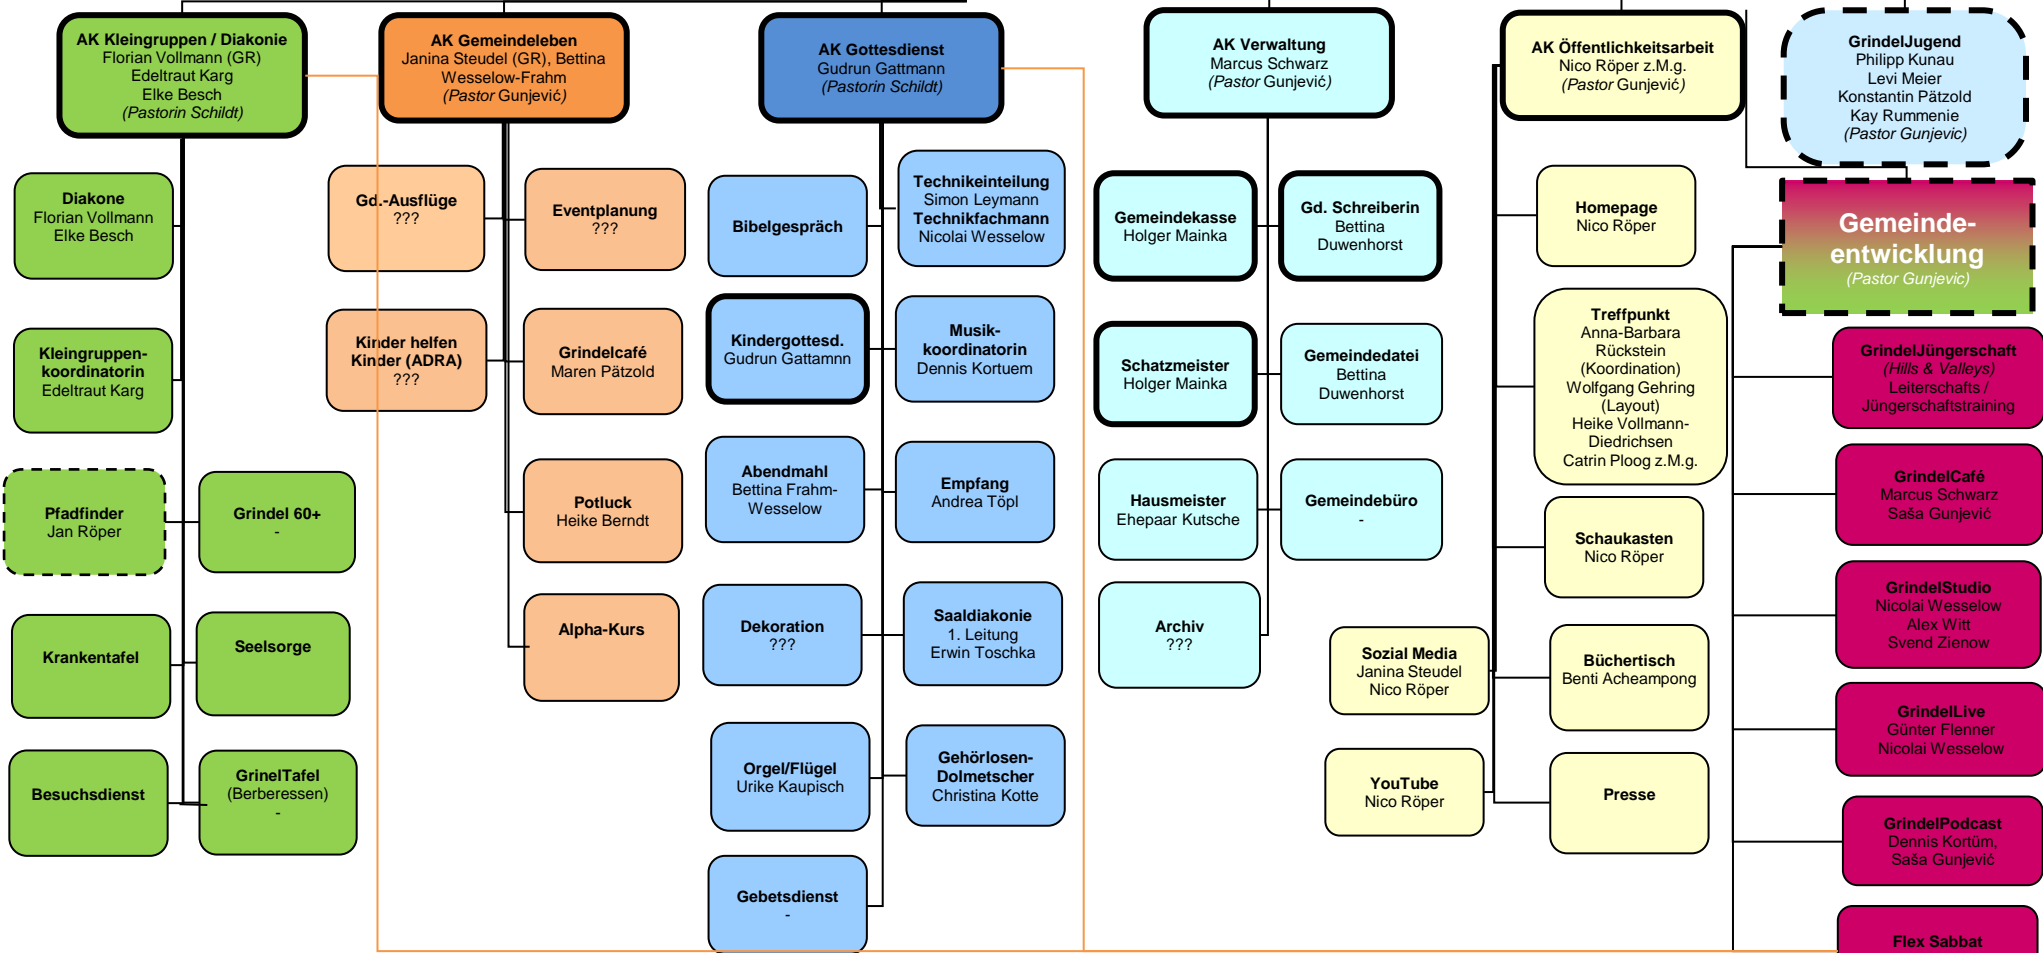 AK Kleingruppen / Diakonie
Florian Vollmann (GR)
Edeltraut Karg
Elke Besch
(Pastorin Schildt)
AK Gemeindeleben
Janina Steudel (GR), Bettina
Wesselow-Frahm
(Pastor Gunjević)
AK Gottesdienst
Gudrun Gattmann
(Pastorin Schildt)
AK Verwaltung
Marcus Schwarz
(Pastor Gunjević)
AK Öffentlichkeitsarbeit
Nico Röper z.M.g.
(Pastor Gunjević)
GrindelJugend
Philipp Kunau
Levi Meier
Konstantin Pätzold
Kay Rummenie
(Pastor Gunjevic)
Diakone
Florian Vollmann
Elke Besch
Kleingruppen-
koordinatorin
Edeltraut Karg
Pfadfinder
Jan Röper
Grindel 60+
-
Krankentafel
Seelsorge
Besuchsdienst
GrinelTafel
(Berberessen)
-
Gd.-Ausflüge
???
Eventplanung
???
Kinder helfen
Kinder (ADRA)
???
Grindelcafé
Maren Pätzold
Potluck
Heike Berndt
Alpha-Kurs
Bibelgespräch
Technikeinteilung
Simon Leymann
Technikfachmann
Nicolai Wesselow
Kindergottesd.
Gudrun Gattamnn
Musik-
koordinatorin
Dennis Kortuem
Abendmahl
Bettina Frahm-
Wesselow
Empfang
Andrea Töpl
Dekoration
???
Saaldiakonie
1. Leitung
Erwin Toschka
Orgel/Flügel
Urike Kaupisch
Gehörlosen-
Dolmetscher
Christina Kotte
Gebetsdienst
-
Gemeindekasse
Holger Mainka
Gd. Schreiberin
Bettina
Duwenhorst
Schatzmeister
Holger Mainka
Gemeindedatei
Bettina
Duwenhorst
Hausmeister
Ehepaar Kutsche
Gemeindebüro
-
Archiv
???
Homepage
Nico Röper
Treffpunkt
Anna-Barbara
Rückstein
(Koordination)
Wolfgang Gehring
(Layout)
Heike Vollmann-
Diedrichsen
Catrin Ploog z.M.g.
Schaukasten
Nico Röper
Sozial Media
Janina Steudel
Nico Röper
Büchertisch
Benti Acheampong
YouTube
Nico Röper
Presse
Gemeinde-
entwicklung
(Pastor Gunjevic)
GrindelJüngerschaft
(Hills & Valleys)
Leiterschafts /
Jüngerschaftstraining
GrindelCafé
Marcus Schwarz
Saša Gunjević
GrindelStudio
Nicolai Wesselow
Alex Witt
Svend Zienow
GrindelLive
Günter Flenner
Nicolai Wesselow
GrindelPodcast
Dennis Kortüm,
Saša Gunjević
Flex Sabbat